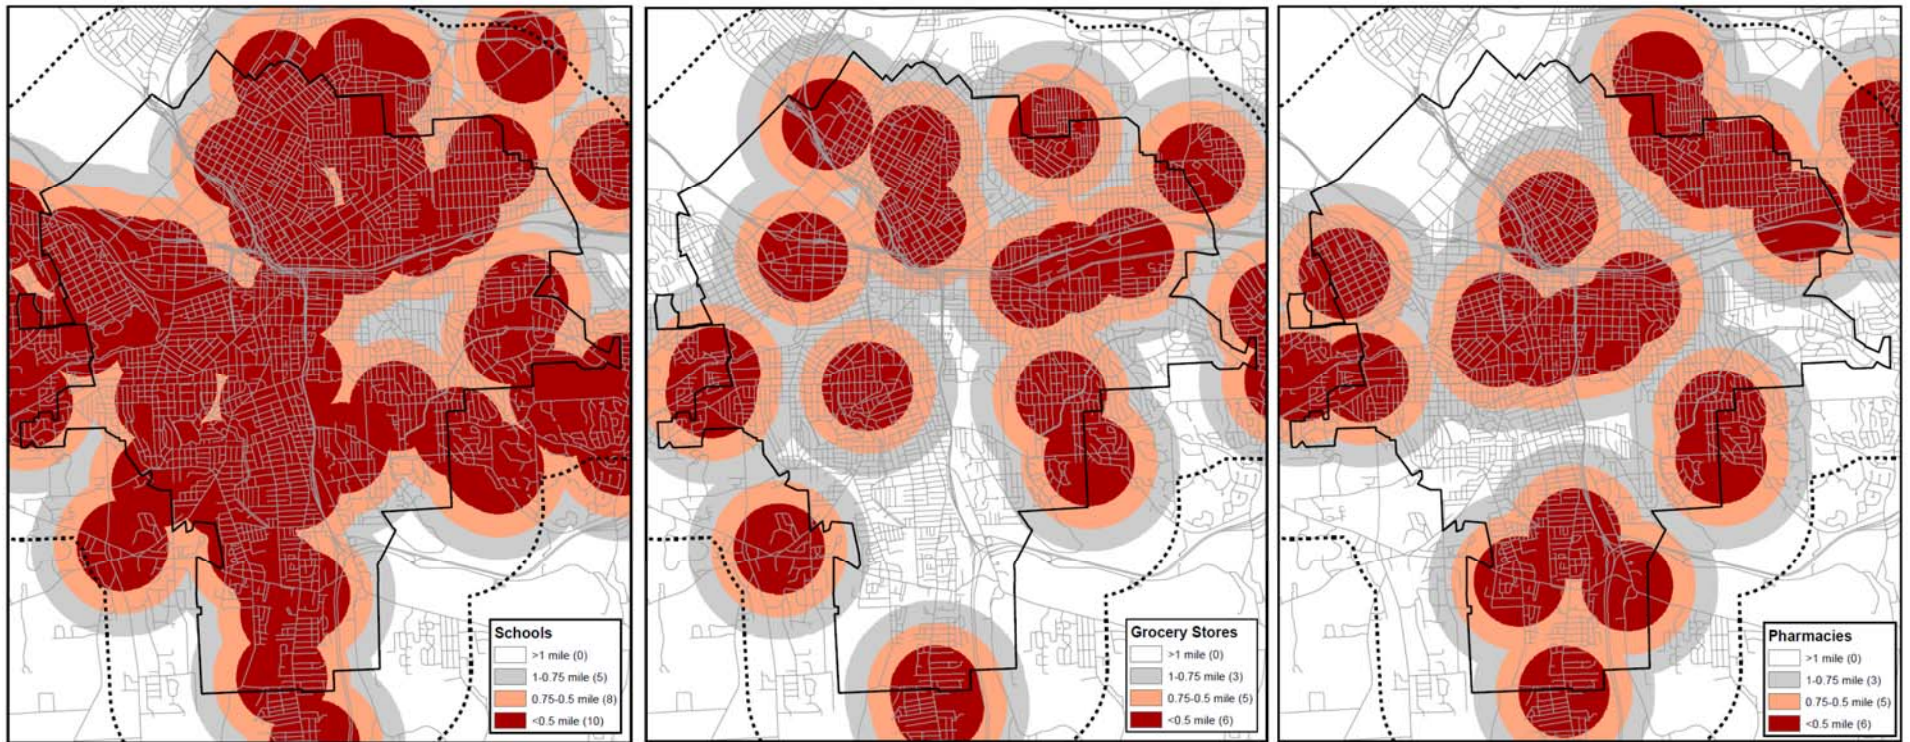 Schools
>1 mile (0)
1-0.75 mile (5)
0.75-0.5 mile (8)
<0.5 mile (10)
Grocery Stores
>1 mile (0)
1-0.75 mile (3)
0.75-0.5 mile (5)
<0.5 mile (6)
Pharmacies
>1 mile (0)
1-0.75 mile (3)
0.75-0.5 mile (5)
<0.5 mile (6)